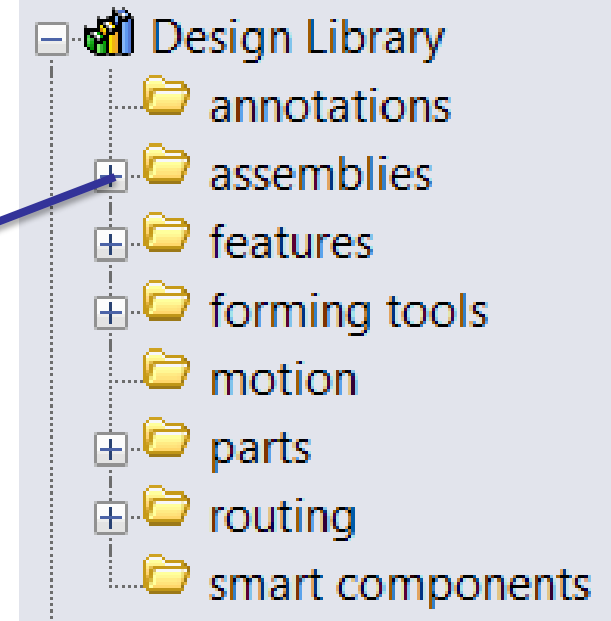 Design Library
annotations
assemblies
features
forming tools
motion
parts
routing
smart components